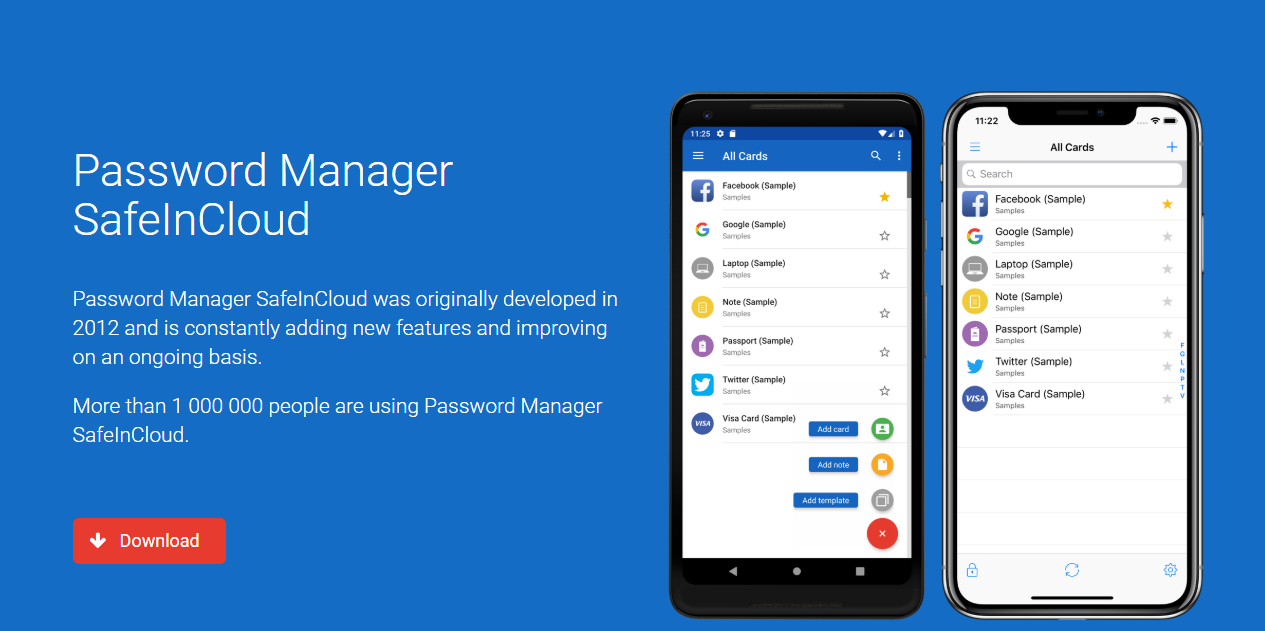 Password Manager
SafeInCloud
Password Manager SafeInCloud was originally developed in
2012 and is constantly adding new features and improving
on an ongoing basis.
More than 1 000 000 people are using Password Manager
SafeInCloud.
Download
11:25
All Cards
Facebook (Sample)
Samples
Google (Sample)
Samples
Laptop (Sample)
Samples
Note (Sample)
Samples
Passport (Sample)
Samples
Twitter (Sample)
Samples
VISA
Visa Card (Sample)
Samples
Add card
Add note
Add template
11:22
All Cards
Search
Facebook (Sample)
Samples
Google (Sample)
Samples
Laptop (Sample)
Samples
Note (Sample)
Samples
Passport (Sample)
Samples
Twitter (Sample)
Samples
VISA
Visa Card (Sample)
Samples
F
G
L
N
P
T
V